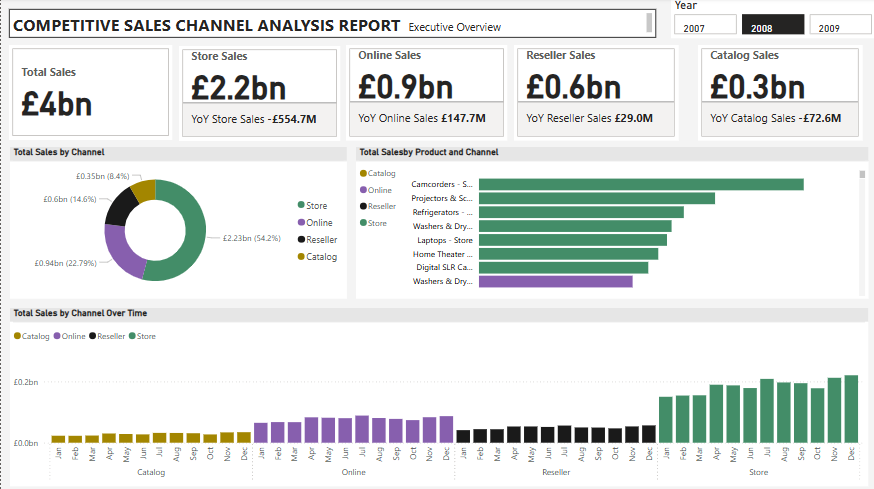 COMPETITIVE SALES CHANNEL ANALYSIS REPORT Executive Overview
Year
2007 2008 2009
Total Sales
£4bn
Store Sales
£2.2bn
YoY Store Sales -£554.7M
Online Sales
£0.9bn
YoY Online Sales £147.7M
Reseller Sales
£0.6bn
YoY Reseller Sales £29.0M
Catalog Sales
£0.3bn
YoY Catalog Sales -£72.6M
Total Sales by Channel
£0.35bn (8.4%)
£0.6bn (14.6%)
£0.94bn (22.79%)
£2.23bn (54.2%)
Store
Online
Reseller
Catalog
Total Salesby Product and Channel
Catalog
Online
Reseller
Store
Camcorders - S...
Projectors & Sc...
Refrigerators - ...
Washers & Dry...
Laptops - Store
Home Theater ...
Digital SLR Ca...
Washers & Dry...
Total Sales by Channel Over Time
Catalog Online Reseller Store
£0.2bn
£0.0bn
Jan Feb Mar Apr May Jun Jul Aug Sep Oct Nov Dec Jan Feb Mar Apr May Jun Jul Aug Sep Oct Nov Dec Jan Feb Mar Apr May Jun Jul Aug Sep Oct Nov Dec Jan Feb Mar Apr May Jun Jul Aug Sep Oct Nov Dec
Catalog Online Reseller Store